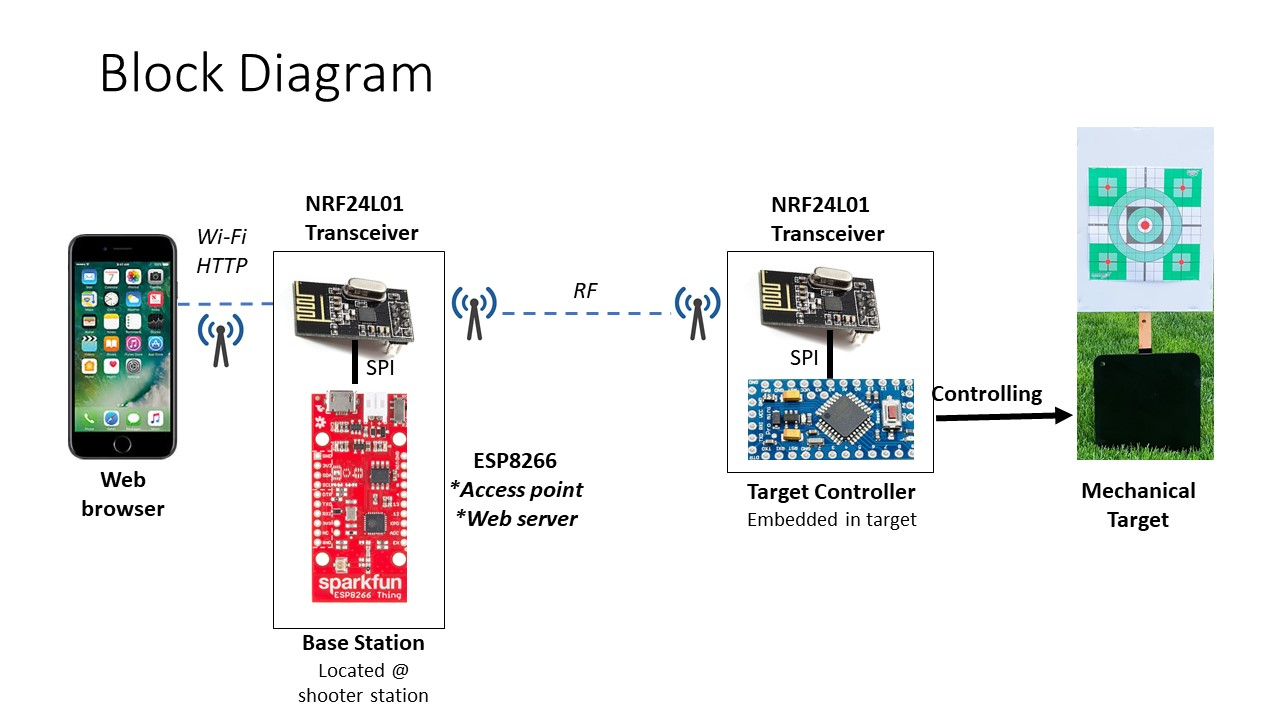 Block Diagram
NRF24L01
Transceiver
NRF24L01
Transceiver
Wi-Fi
HTTP
RF
SPI
SPI
Controlling
ESP8266
*Access point
*Web server
Web
browser
Target Controller
Embedded in target
Mechanical
Target
sparkfun
ESP8266 Thing
Base Station
Located @
shooter station